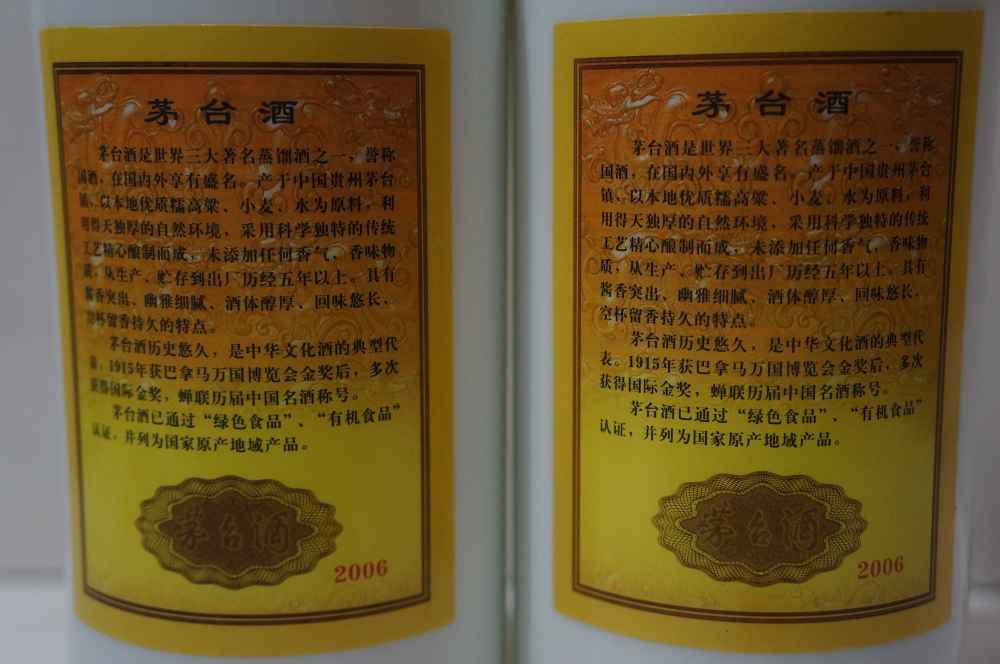 茅台酒
茅台酒是世界三大著名蒸馏酒之一，誉称
国酒，在国内外享有盛名。产于中国贵州茅台
镇，以本地优质糯高粱、小麦、水为原料，利
用得天独厚的自然环境，采用科学独特的传统
工艺精心酿制而成，未添加任何香气、香味物
质，从生产、贮存到出厂历经五年以上。具有
酱香突出、幽雅细腻、酒体醇厚、回味悠长、
空杯留香持久的特点。
茅台酒历史悠久，是中华文化酒的典型代
表。1915年获巴拿马万国博览会金奖后，多次
获得国际金奖，蝉联历届中国名酒称号。
茅台酒已通过“绿色食品”、“有机食品”
认证，并列为国家原产地域产品。
茅台酒
2006
茅台酒
茅台酒是世界三大著名蒸馏酒之一，誉称
国酒，在国内外享有盛名。产于中国贵州茅台
镇，以本地优质糯高粱、小麦、水为原料，利
用得天独厚的自然环境，采用科学独特的传统
工艺精心酿制而成，未添加任何香气、香味物
质，从生产、贮存到出厂历经五年以上。具有
酱香突出、幽雅细腻、酒体醇厚、回味悠长、
空杯留香持久的特点。
茅台酒历史悠久，是中华文化酒的典型代
表。1915年获巴拿马万国博览会金奖后，多次
获得国际金奖，蝉联历届中国名酒称号。
茅台酒已通过“绿色食品”、“有机食品”
认证，并列为国家原产地域产品。
茅台酒
2006